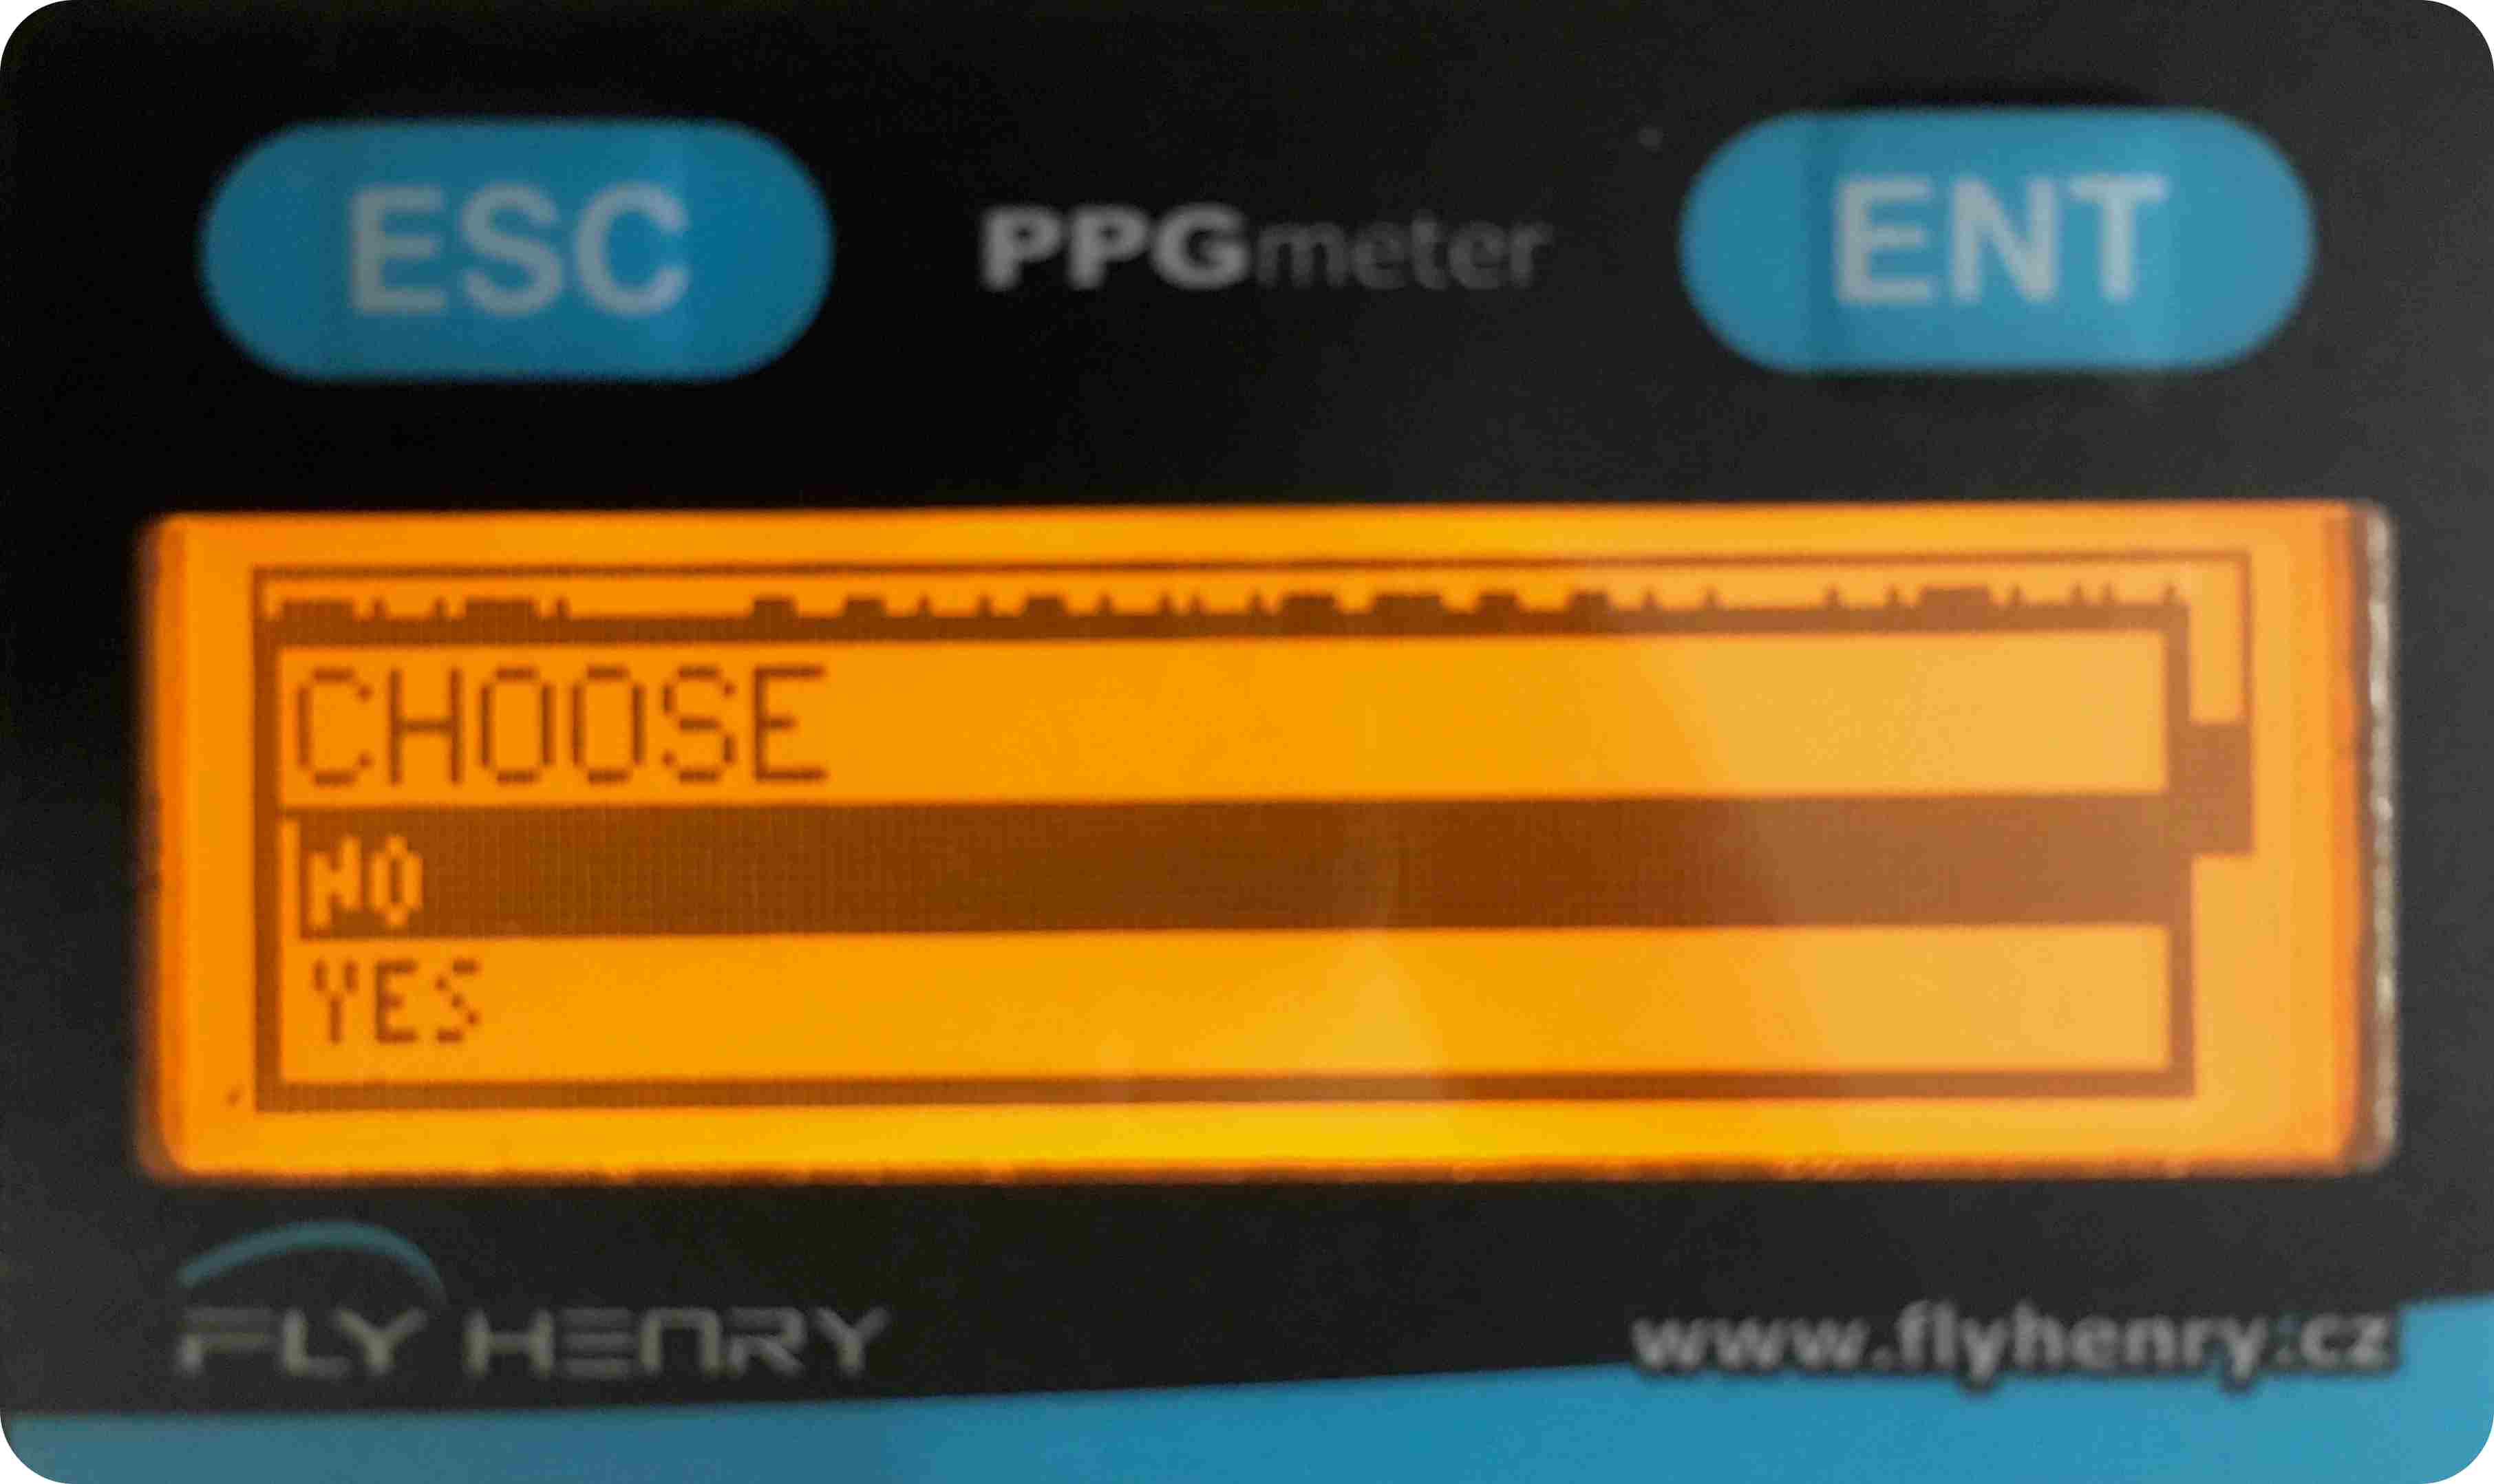 ESC PPGmeter ENT
CHOOSE
NO
YES
FLY HENRY www.flyhenry.cz